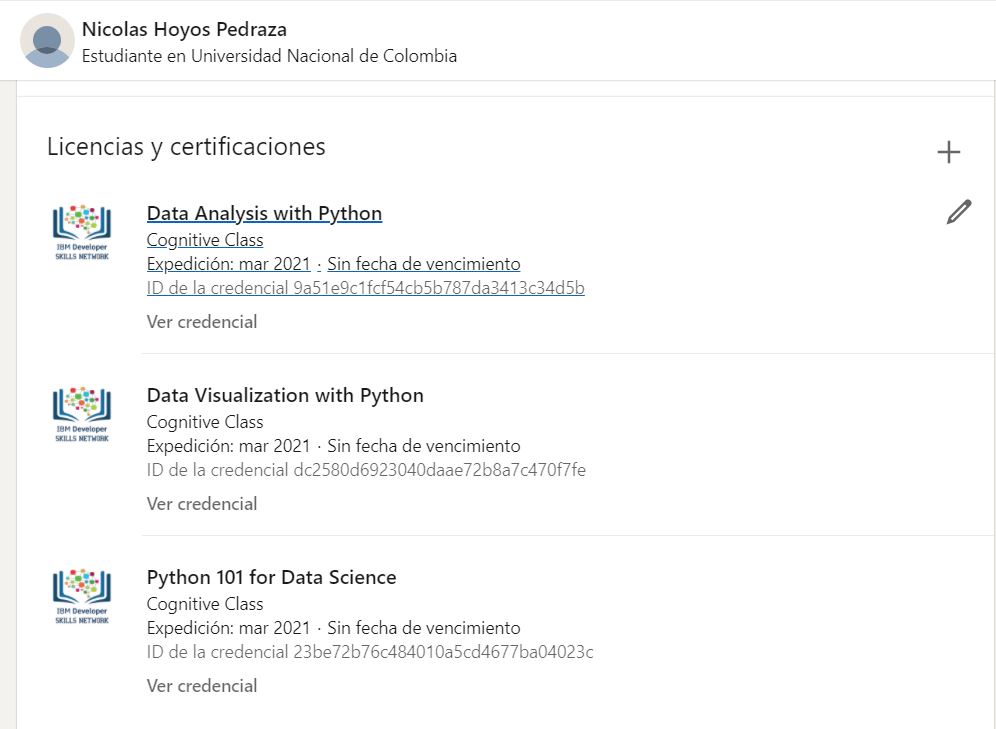 Nicolas Hoyos Pedraza
Estudiante en Universidad Nacional de Colombia
Licencias y certificaciones
IBM Developer
SKILLS NETWORK
Data Analysis with Python
Cognitive Class
Expedición: mar 2021 · Sin fecha de vencimiento
ID de la credencial 9a51e9c1fcf54cb5b787da3413c34d5b
Ver credencial
IBM Developer
SKILLS NETWORK
Data Visualization with Python
Cognitive Class
Expedición: mar 2021 · Sin fecha de vencimiento
ID de la credencial dc2580d6923040daae72b8a7c470f7fe
Ver credencial
IBM Developer
SKILLS NETWORK
Python 101 for Data Science
Cognitive Class
Expedición: mar 2021 · Sin fecha de vencimiento
ID de la credencial 23be72b76c484010a5cd4677ba04023c
Ver credencial